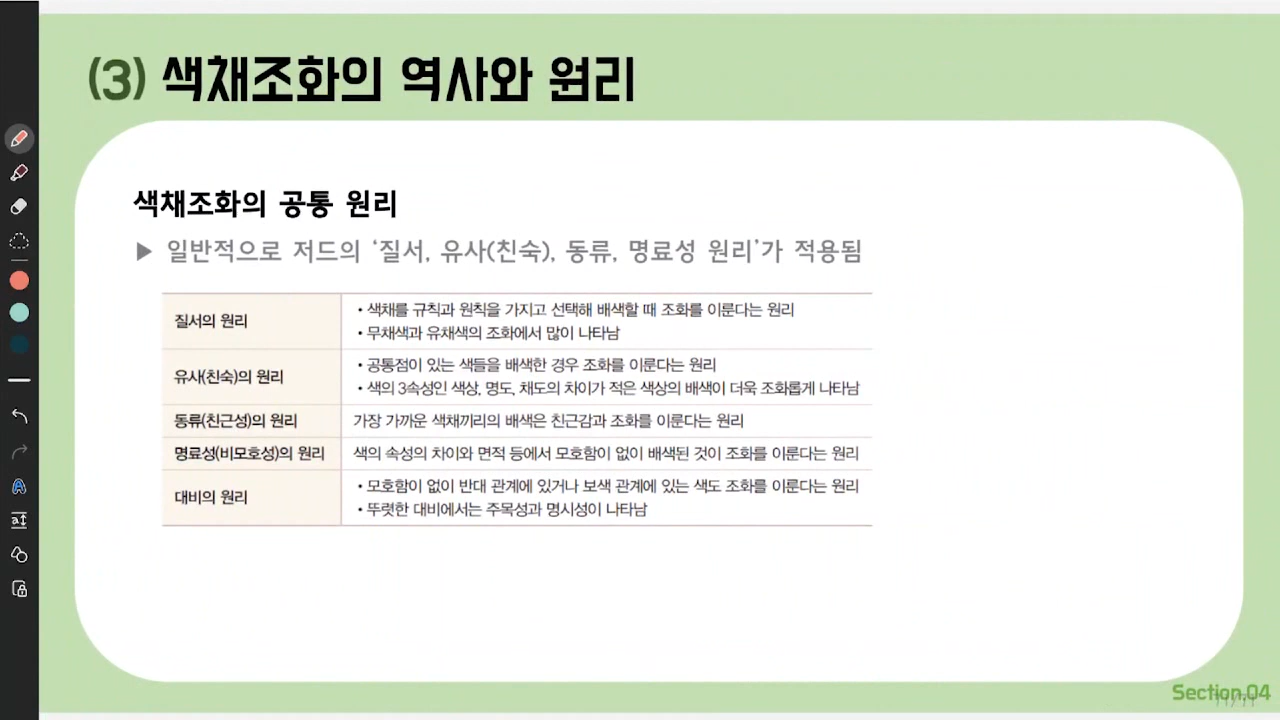 (3) 색채조화의 역사와 원리
색채조화의 공통 원리
▶ 일반적으로 저드의 ‘질서, 유사(친숙), 동류, 명료성 원리’가 적용됨
질서의 원리
• 색채를 규칙과 원칙을 가지고 선택해 배색할 때 조화를 이룬다는 원리
• 무채색과 유채색의 조화에서 많이 나타남
유사(친숙)의 원리
• 공통점이 있는 색들을 배색한 경우 조화를 이룬다는 원리
• 색의 3속성인 색상, 명도, 채도의 차이가 적은 색상의 배색이 더욱 조화롭게 나타남
동류(친근성)의 원리
가장 가까운 색채끼리의 배색은 친근감과 조화를 이룬다는 원리
명료성(비모호성)의 원리
색의 속성의 차이와 면적 등에서 모호함이 없이 배색된 것이 조화를 이룬다는 원리
대비의 원리
• 모호함이 없이 반대 관계에 있거나 보색 관계에 있는 색도 조화를 이룬다는 원리
• 뚜렷한 대비에서는 주목성과 명시성이 나타남
Section 04